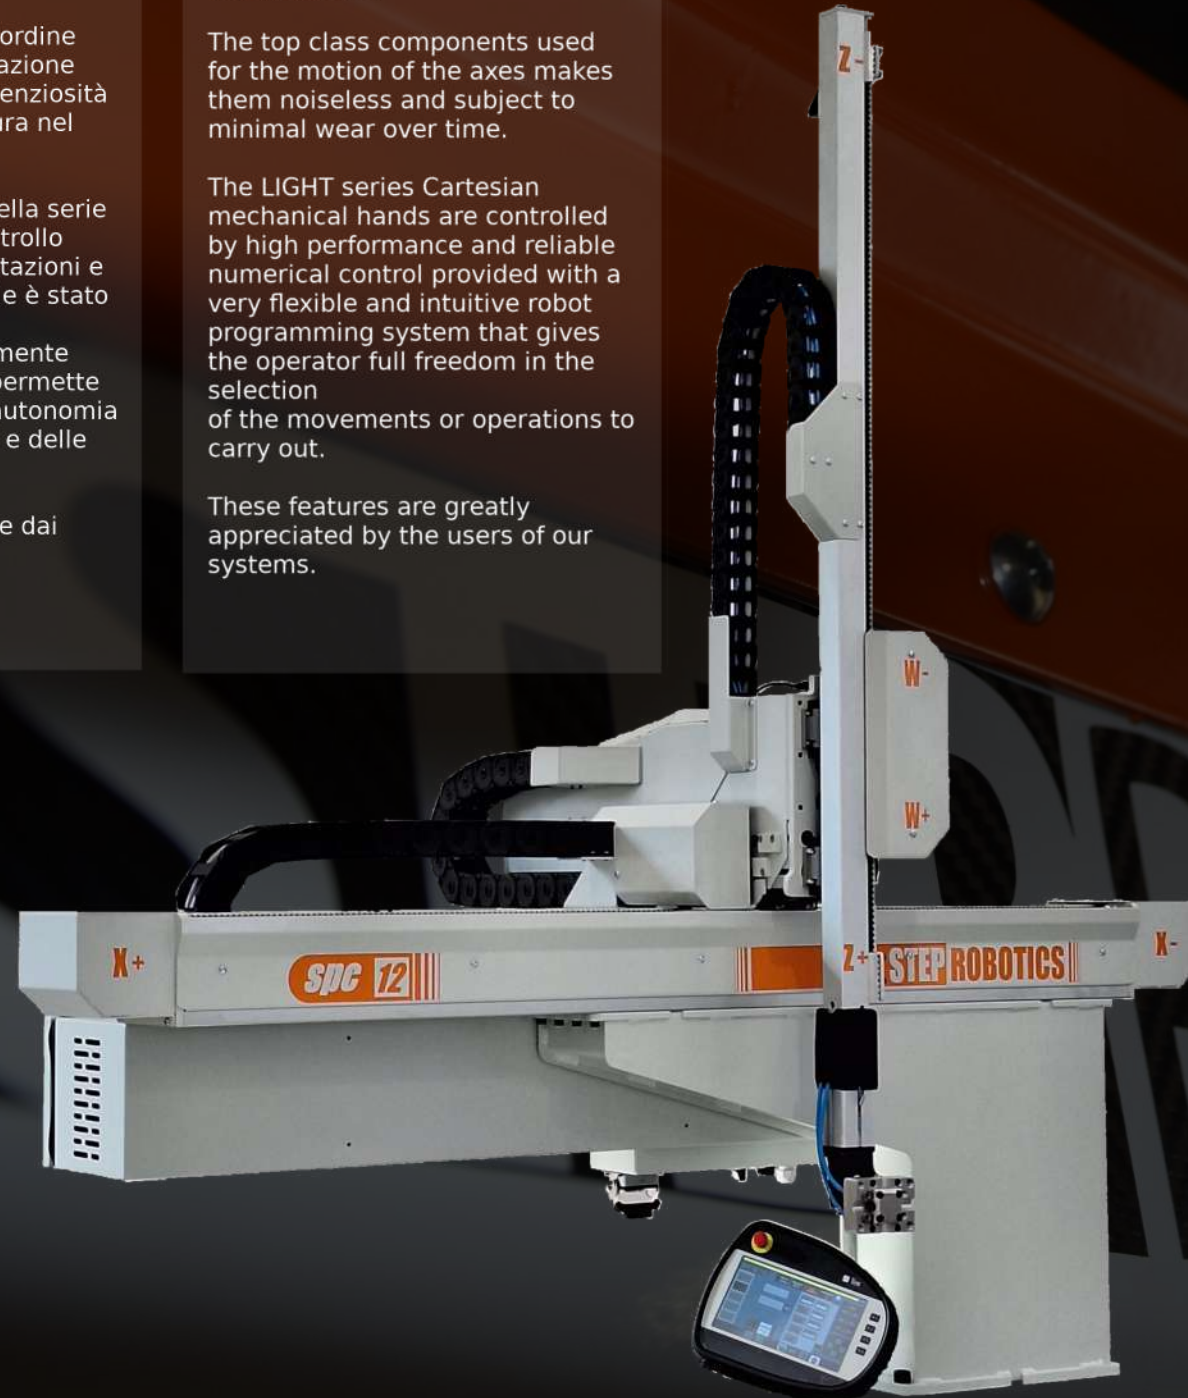 ordine
azione
enziosità
ura nel
ella serie
trollo
tazioni e
e è stato
mente
permette
autonomia
e delle
e dai
The top class components used
for the motion of the axes makes
them noiseless and subject to
minimal wear over time.
The LIGHT series Cartesian
mechanical hands are controlled
by high performance and reliable
numerical control provided with a
very flexible and intuitive robot
programming system that gives
the operator full freedom in the
selection
of the movements or operations to
carry out.
These features are greatly
appreciated by the users of our
systems.
Z-
W-
W+
X+
spc 12
Z+
STEP ROBOTICS
X-